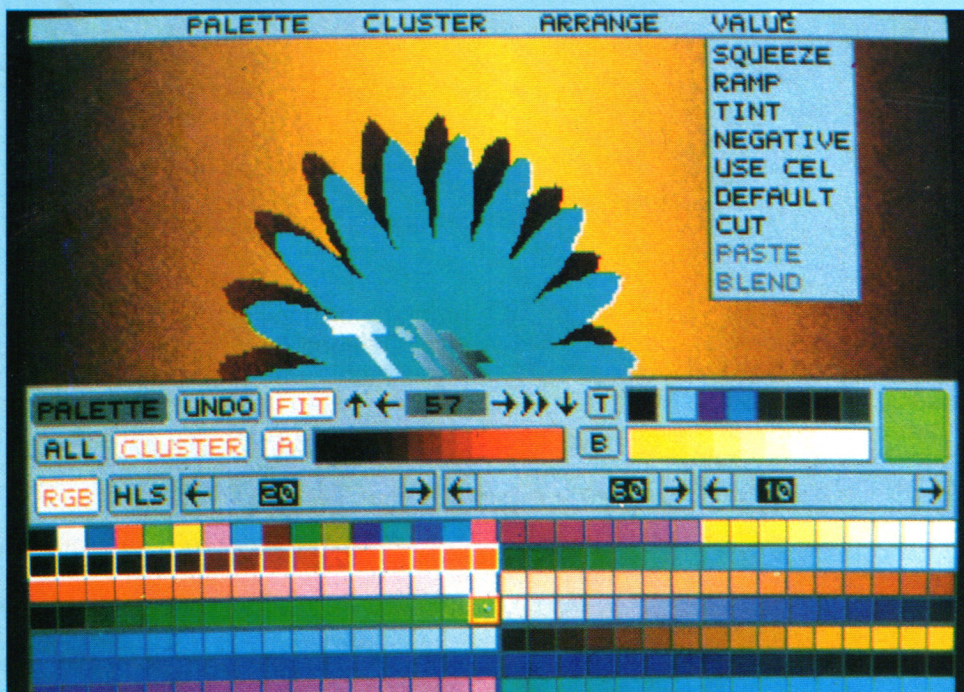 PALETTE CLUSTER ARRANGE VALUE
SQUEEZE
RAMP
TINT
NEGATIVE
USE CEL
DEFAULT
CUT
PASTE
BLEND
Tilt
PALETTE UNDO FIT ↑ ← 57 →»↓ T
ALL CLUSTER A B
RGB HLS ← 20 → ← 60 → ← 10 →